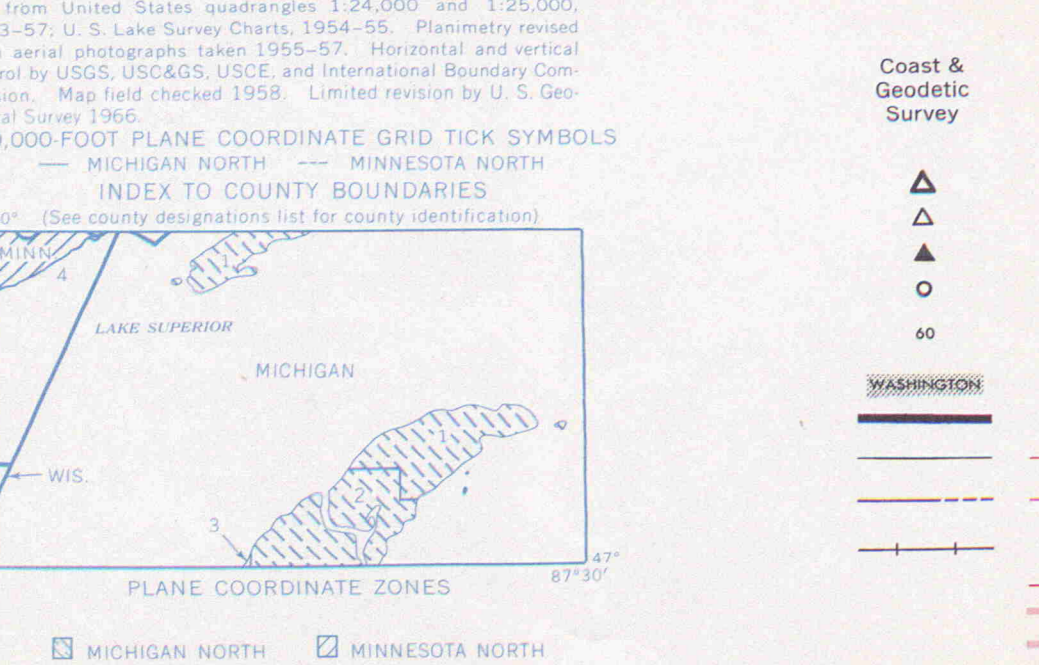 from United States quadrangles 1:24,000 and 1:25,000,
3–57; U. S. Lake Survey Charts, 1954–55. Planimetry revised
aerial photographs taken 1955–57. Horizontal and vertical
rol by USGS, USC&GS, USCE, and International Boundary Com-
sion. Map field checked 1958. Limited revision by U. S. Geo-
al Survey 1966.
0,000-FOOT PLANE COORDINATE GRID TICK SYMBOLS
MICHIGAN NORTH --- MINNESOTA NORTH
INDEX TO COUNTY BOUNDARIES
0° (See county designations list for county identification)
MINN.
4
1
LAKE SUPERIOR
MICHIGAN
1
WIS.
2
3
47°
87°30′
PLANE COORDINATE ZONES
MICHIGAN NORTH MINNESOTA NORTH
Coast &
Geodetic
Survey
60
WASHINGTON